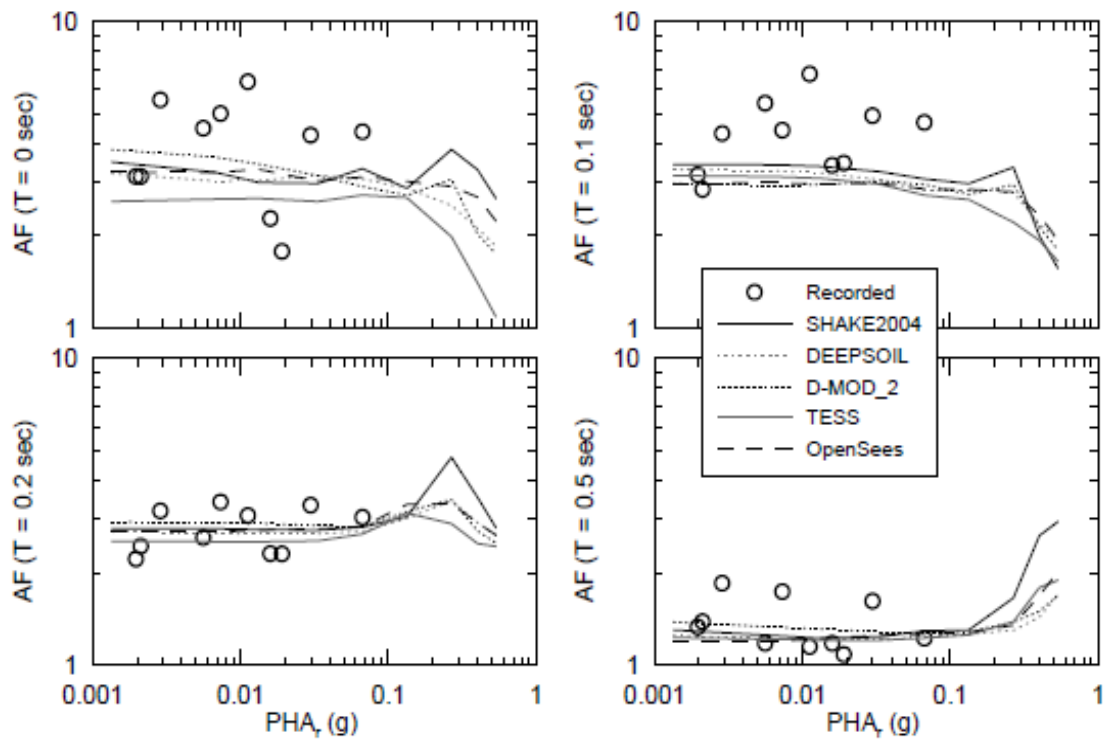 10
AF (T = 0 sec)
1
10
AF (T = 0.1 sec)
1
Recorded
SHAKE2004
DEEPSOIL
D-MOD_2
TESS
OpenSees
10
AF (T = 0.2 sec)
1
0.001 0.01 0.1 1
PHAr (g)
10
AF (T = 0.5 sec)
1
0.001 0.01 0.1 1
PHAr (g)